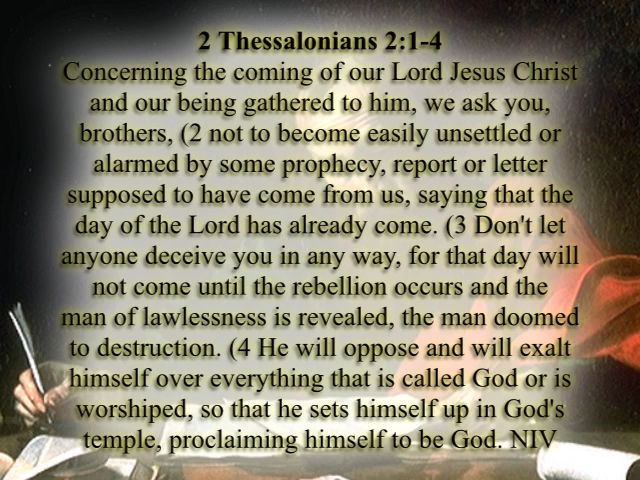 2 Thessalonians 2:1-4
Concerning the coming of our Lord Jesus Christ
and our being gathered to him, we ask you,
brothers, (2 not to become easily unsettled or
alarmed by some prophecy, report or letter
supposed to have come from us, saying that the
day of the Lord has already come. (3 Don't let
anyone deceive you in any way, for that day will
not come until the rebellion occurs and the
man of lawlessness is revealed, the man doomed
to destruction. (4 He will oppose and will exalt
himself over everything that is called God or is
worshiped, so that he sets himself up in God's
temple, proclaiming himself to be God. NIV